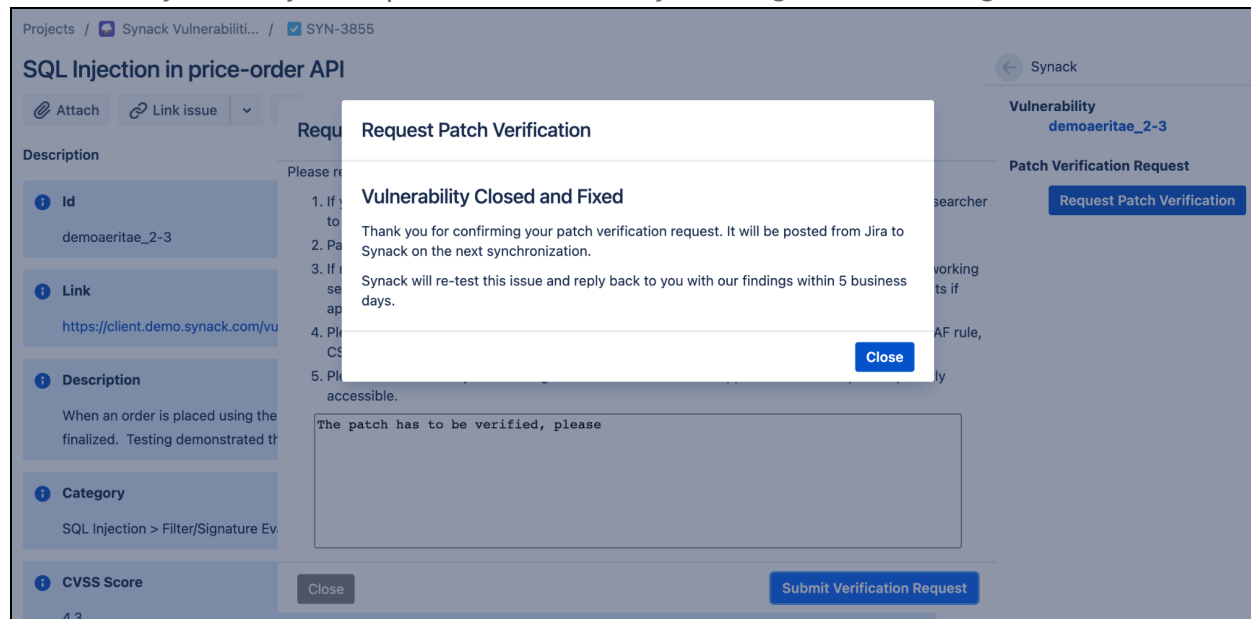 Projects / Synack Vulnerabiliti... / SYN-3855
SQL Injection in price-order API
Attach
Link issue
Description
Id
demoaeritae_2-3
Link
https://client.demo.synack.com/vu
Description
When an order is placed using the
finalized. Testing demonstrated th
Category
SQL Injection > Filter/Signature Ev
CVSS Score
4.3
Requ
Please re
1. If
to
2. Pa
3. If
se
ap
4. Ple
CS
5. Ple
accessible.
searcher
working
ts if
AF rule,
ly
The patch has to be verified, please
Close
Submit Verification Request
Request Patch Verification
Vulnerability Closed and Fixed
Thank you for confirming your patch verification request. It will be posted from Jira to
Synack on the next synchronization.
Synack will re-test this issue and reply back to you with our findings within 5 business
days.
Close
Synack
Vulnerability
demoaeritae_2-3
Patch Verification Request
Request Patch Verification